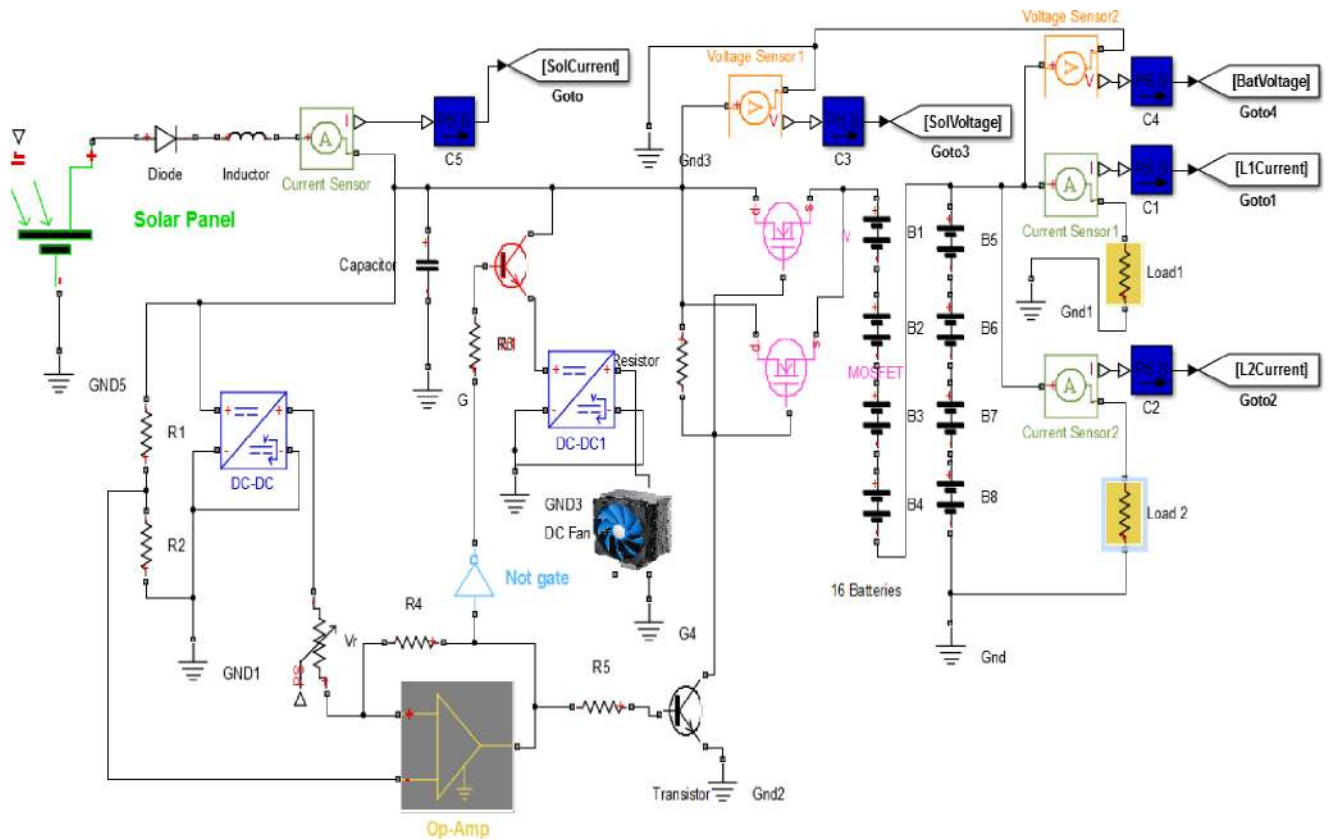 Voltage Sensor2
Voltage Sensor1
[SolCurrent]
Goto
[BatVoltage]
Goto4
C4
[SolVoltage]
Goto3
C3
Gnd3
C5
Ir
Diode
Inductor
Current Sensor
Solar Panel
[L1Current]
Goto1
C1
Current Sensor1
Load1
Gnd1
Capacitor
B1
B5
B2
B6
MOSFET
Resistor
G
GND5
DC-DC1
[L2Current]
Goto2
C2
Current Sensor2
B3
B7
R1
DC-DC
GND3
DC Fan
B4
B8
Load 2
R2
Not gate
16 Batteries
R4
G4
Vr
PS
GND1
R5
Gnd
Transistor
Gnd2
Op-Amp